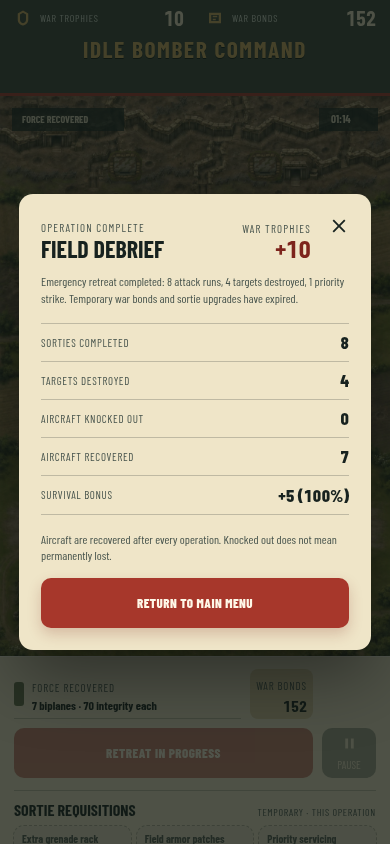 WAR TROPHIES 10 WAR BONDS 152
IDLE BOMBER COMMAND
FORCE RECOVERED 01:14
OPERATION COMPLETE
FIELD DEBRIEF
WAR TROPHIES
+10
Emergency retreat completed: 8 attack runs, 4 targets destroyed, 1 priority
strike. Temporary war bonds and sortie upgrades have expired.
SORTIES COMPLETED 8
TARGETS DESTROYED 4
AIRCRAFT KNOCKED OUT 0
AIRCRAFT RECOVERED 7
SURVIVAL BONUS +5 (100%)
Aircraft are recovered after every operation. Knocked out does not mean
permanently lost.
RETURN TO MAIN MENU
FORCE RECOVERED
7 biplanes · 70 integrity each
WAR BONDS
152
RETREAT IN PROGRESS
PAUSE
SORTIE REQUISITIONS TEMPORARY · THIS OPERATION
Extra grenade rack Field armor patches Priority servicing